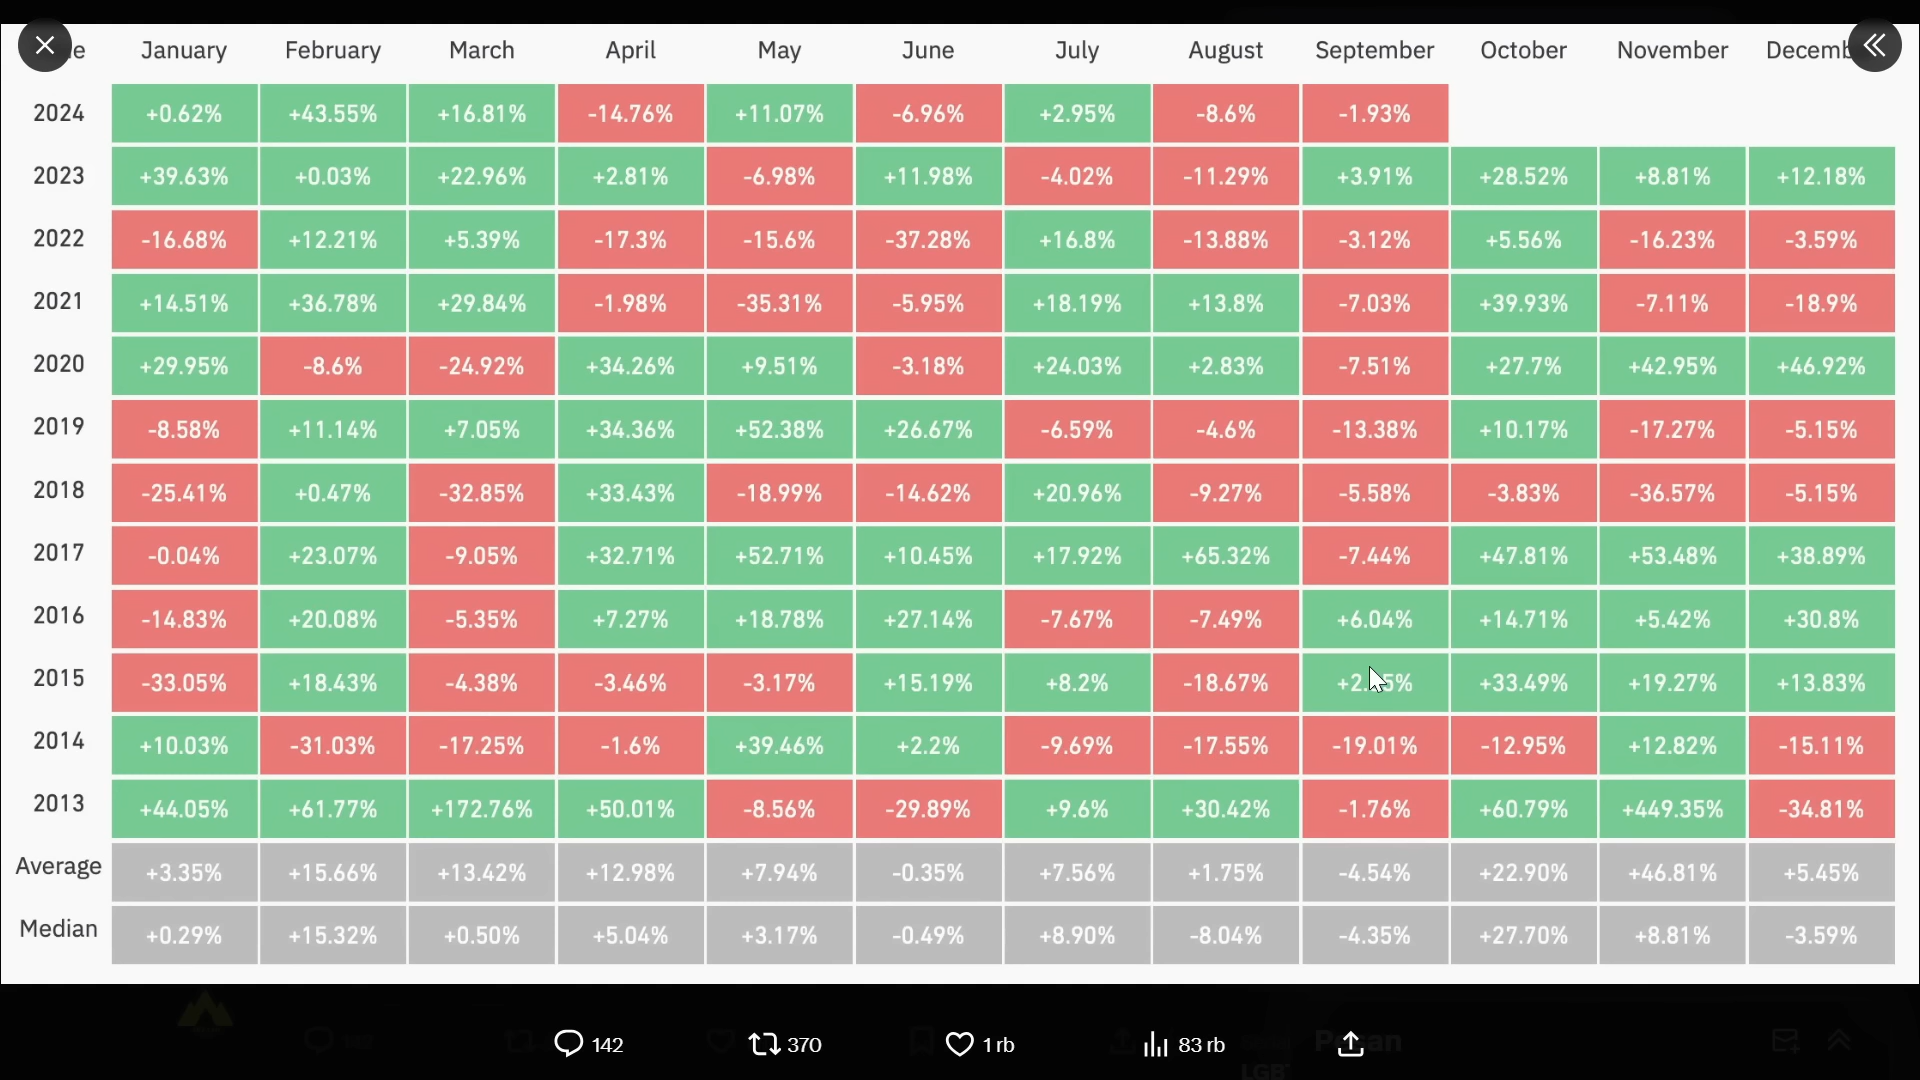 January February March April May June July August September October November
2024 +0.62% +43.55% +16.81% -14.76% +11.07% -6.96% +2.95% -8.6% -1.93%
2023 +39.63% +0.03% +22.96% +2.81% -6.98% +11.98% -4.02% -11.29% +3.91% +28.52% +8.81% +12.18%
2022 -16.68% +12.21% +5.39% -17.3% -15.6% -37.28% +16.8% -13.88% -3.12% +5.56% -16.23% -3.59%
2021 +14.51% +36.78% +29.84% -1.98% -35.31% -5.95% +18.19% +13.8% -7.03% +39.93% -7.11% -18.9%
2020 +29.95% -8.6% -24.92% +34.26% +9.51% -3.18% +24.03% +2.83% -7.51% +27.7% +42.95% +46.92%
2019 -8.58% +11.14% +7.05% +34.36% +52.38% +26.67% -6.59% -4.6% -13.38% +10.17% -17.27% -5.15%
2018 -25.41% +0.47% -32.85% +33.43% -18.99% -14.62% +20.96% -9.27% -5.58% -3.83% -36.57% -5.15%
2017 -0.04% +23.07% -9.05% +32.71% +52.71% +10.45% +17.92% +65.32% -7.44% +47.81% +53.48% +38.89%
2016 -14.83% +20.08% -5.35% +7.27% +18.78% +27.14% -7.67% -7.49% +6.04% +14.71% +5.42% +30.8%
2015 -33.05% +18.43% -4.38% -3.46% -3.17% +15.19% +8.2% -18.67% +33.49% +19.27% +13.83%
2014 +10.03% -31.03% -17.25% -1.6% +39.46% +2.2% -9.69% -17.55% -19.01% -12.95% +12.82% -15.11%
2013 +44.05% +61.77% +172.76% +50.01% -8.56% -29.89% +9.6% +30.42% -1.76% +60.79% +449.35% -34.81%
Average +3.35% +15.66% +13.42% +12.98% +7.94% -0.35% +7.56% +1.75% -4.54% +22.90% +46.81% +5.45%
Median +0.29% +15.32% +0.50% +5.04% +3.17% -0.49% +8.90% -8.04% -4.35% +27.70% +8.81% -3.59%
142 370 1 rb 83 rb